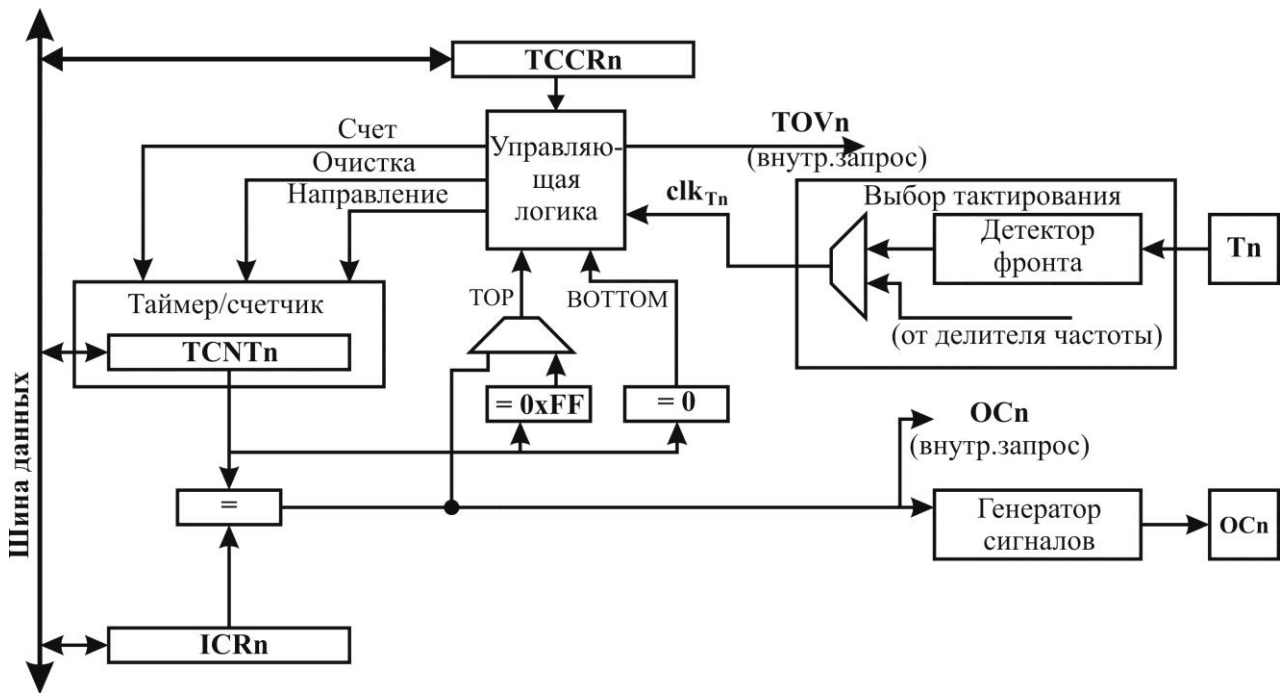 TCCRn
Счет
Управляю-
щая
логика
TOVn
(внутр.запрос)
Очистка
Направление
clkTn
Выбор тактирования
Детектор
фронта
Tn
(от делителя частоты)
TOP
BOTTOM
Таймер/счетчик
TCNTn
= 0xFF
= 0
OCn
(внутр.запрос)
Шина данных
=
Генератор
сигналов
OCn
ICRn